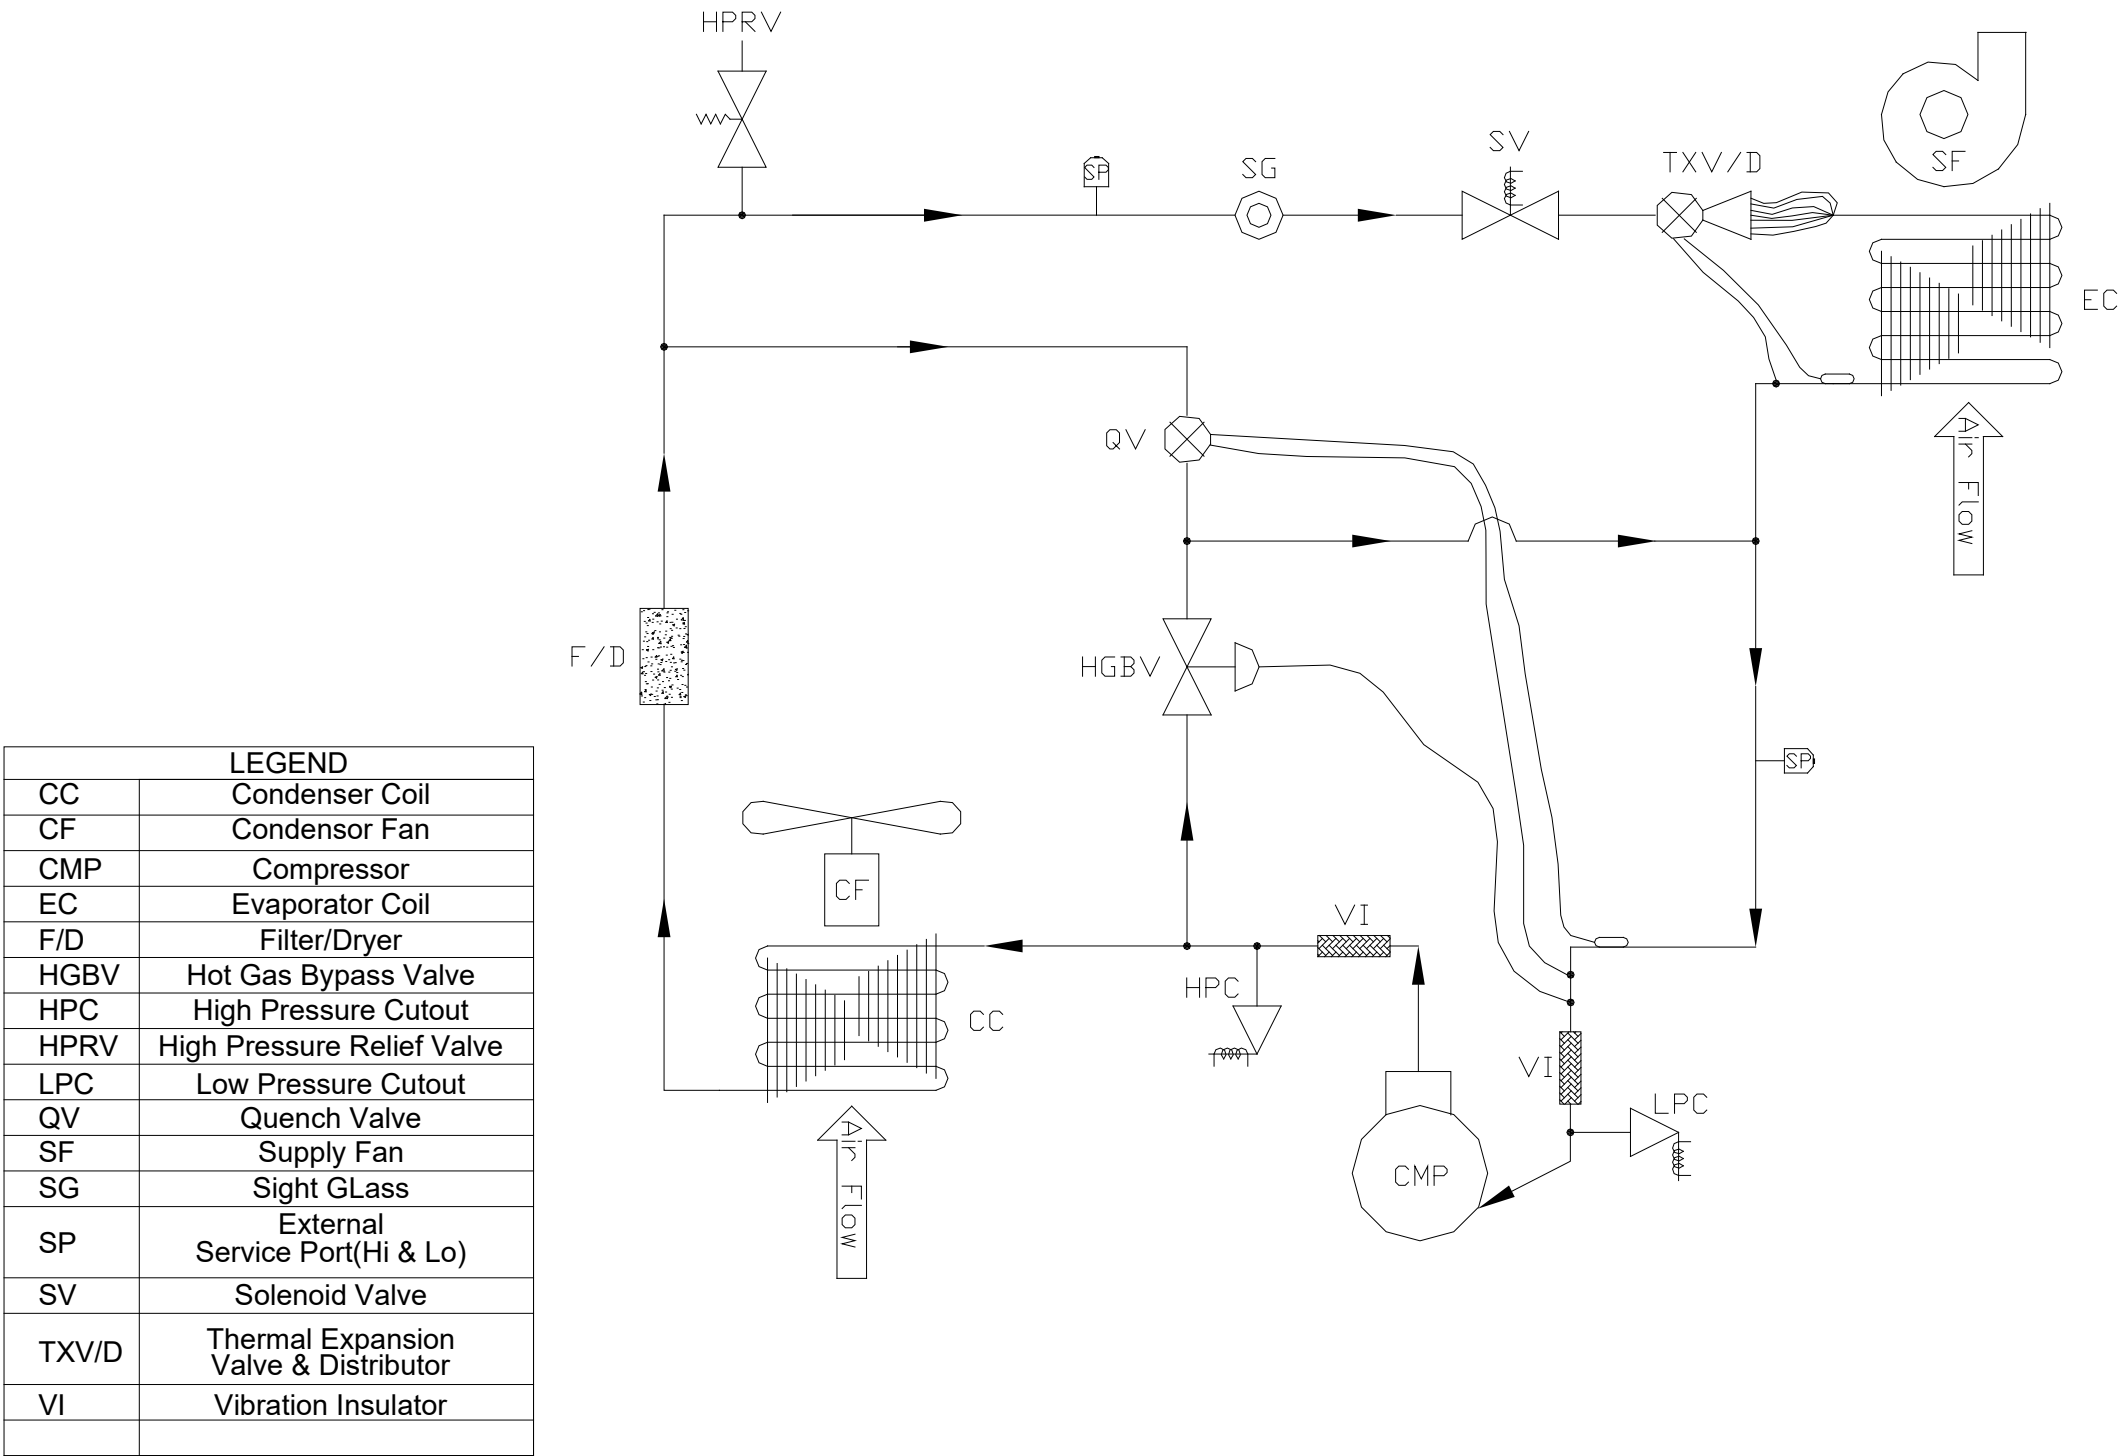 HPRV
SP
SG
SV
TXV/D
SF
EC
Air Flow
QV
HGBV
F/D
SP
CF
VI
HPC
CC
VI
LPC
CMP
Air Flow
LEGEND
CC Condenser Coil
CF Condensor Fan
CMP Compressor
EC Evaporator Coil
F/D Filter/Dryer
HGBV Hot Gas Bypass Valve
HPC High Pressure Cutout
HPRV High Pressure Relief Valve
LPC Low Pressure Cutout
QV Quench Valve
SF Supply Fan
SG Sight GLass
SP External
Service Port(Hi & Lo)
SV Solenoid Valve
TXV/D Thermal Expansion
Valve & Distributor
VI Vibration Insulator